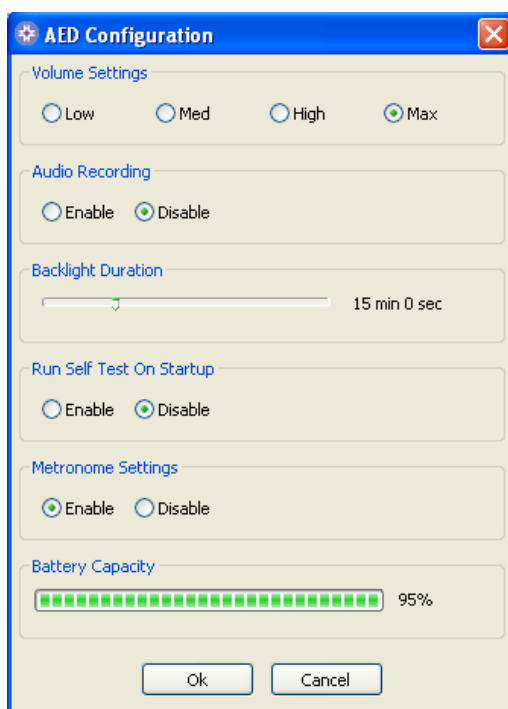 AED Configuration
Volume Settings
Low Med High Max
Audio Recording
Enable Disable
Backlight Duration
15 min 0 sec
Run Self Test On Startup
Enable Disable
Metronome Settings
Enable Disable
Battery Capacity
95%
Ok Cancel